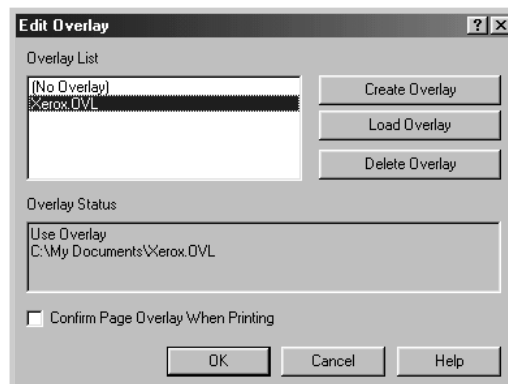 Edit Overlay
Overlay List
(No Overlay)
Xerox.OVL
Create Overlay
Load Overlay
Delete Overlay
Overlay Status
Use Overlay
C:\My Documents\Xerox.OVL
Confirm Page Overlay When Printing
OK
Cancel
Help